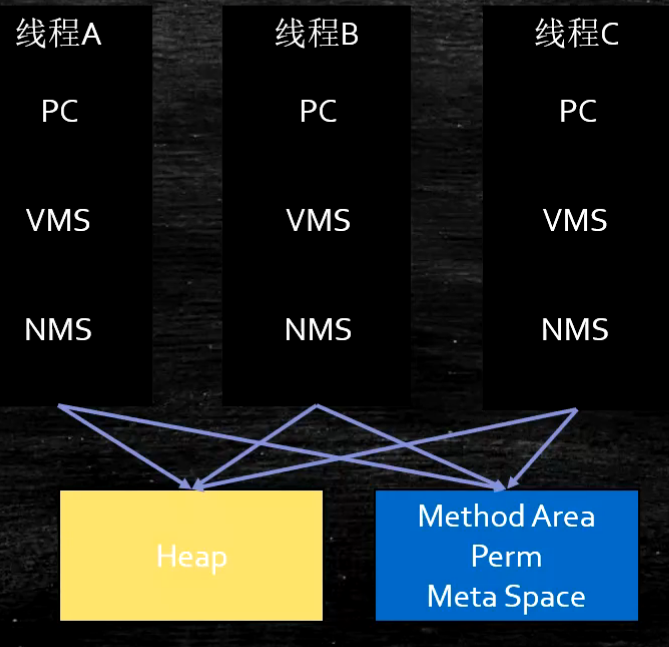 线程A
线程B
线程C
PC
PC
PC
VMS
VMS
VMS
NMS
NMS
NMS
Heap
Method Area
Perm
Meta Space